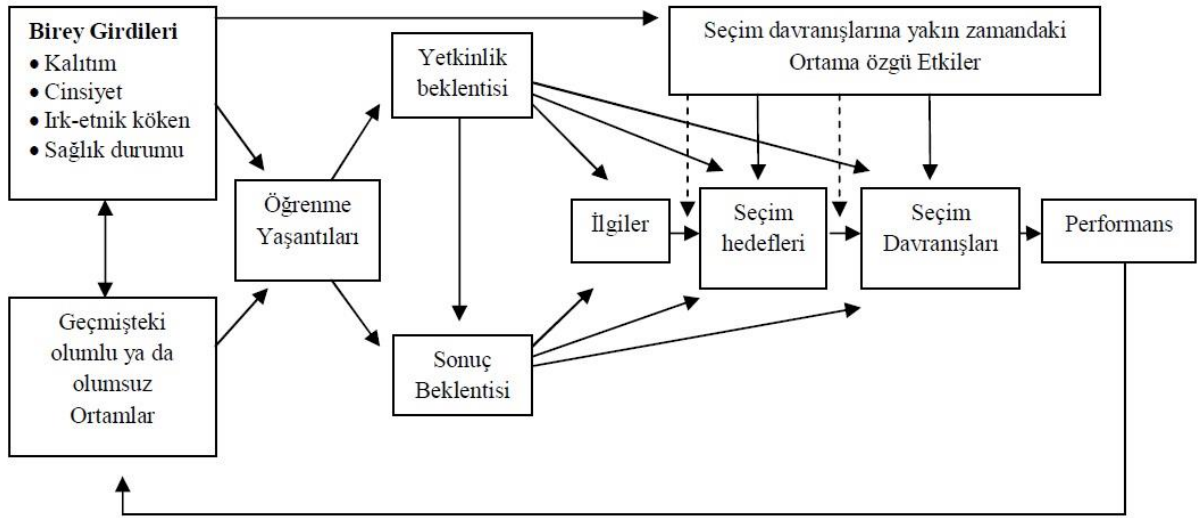 Birey Girdileri
• Kalıtım
• Cinsiyet
• Irk-etnik köken
• Sağlık durumu
Geçmişteki
olumlu ya da
olumsuz
Ortamlar
Öğrenme
Yaşantıları
Yetkinlik
beklentisi
Sonuç
Beklentisi
Seçim davranışlarına yakın zamandaki
Ortama özgü Etkiler
İlgiler
Seçim
hedefleri
Seçim
Davranışları
Performans